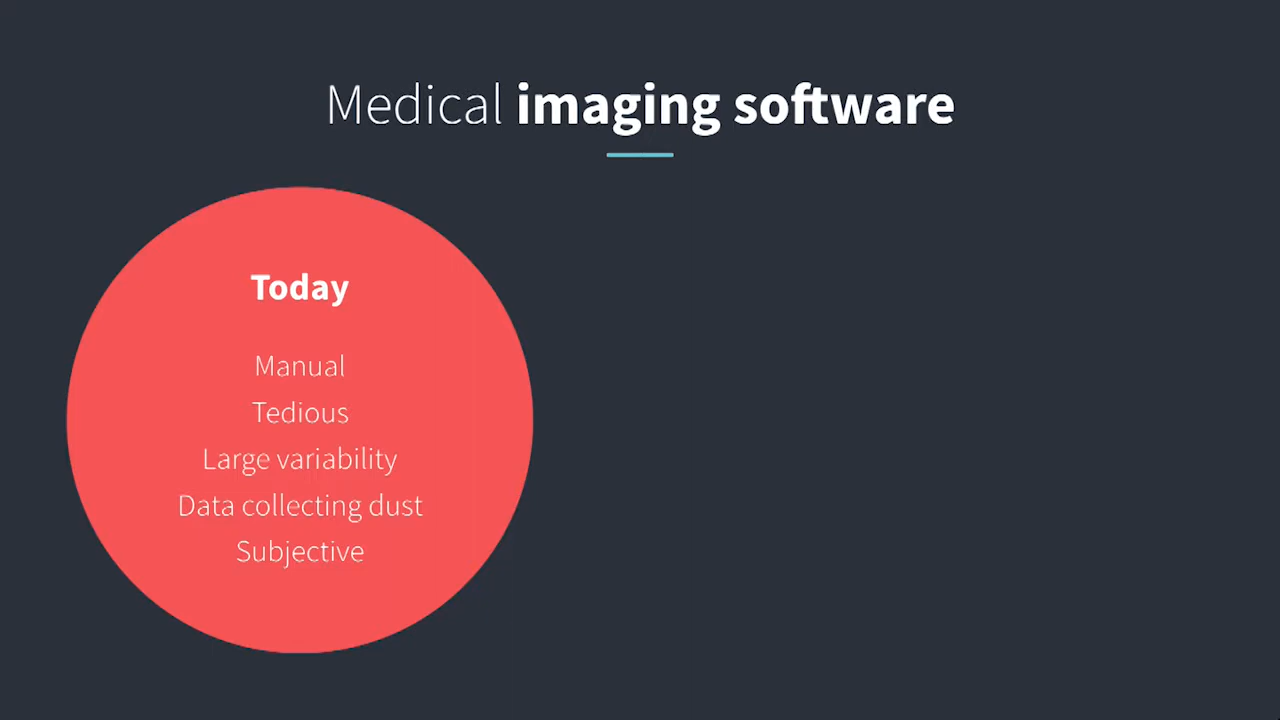 Medical imaging software
Today
Manual
Tedious
Large variability
Data collecting dust
Subjective